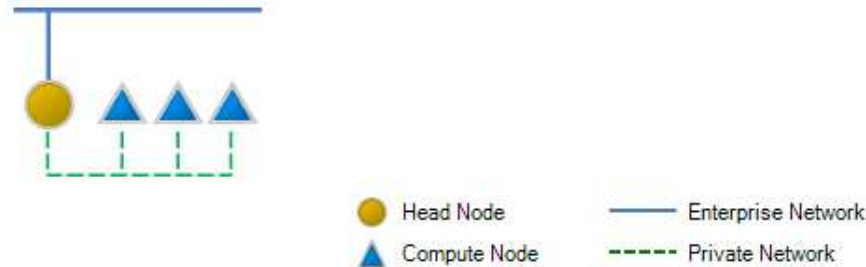 Head Node
Enterprise Network
Compute Node
Private Network